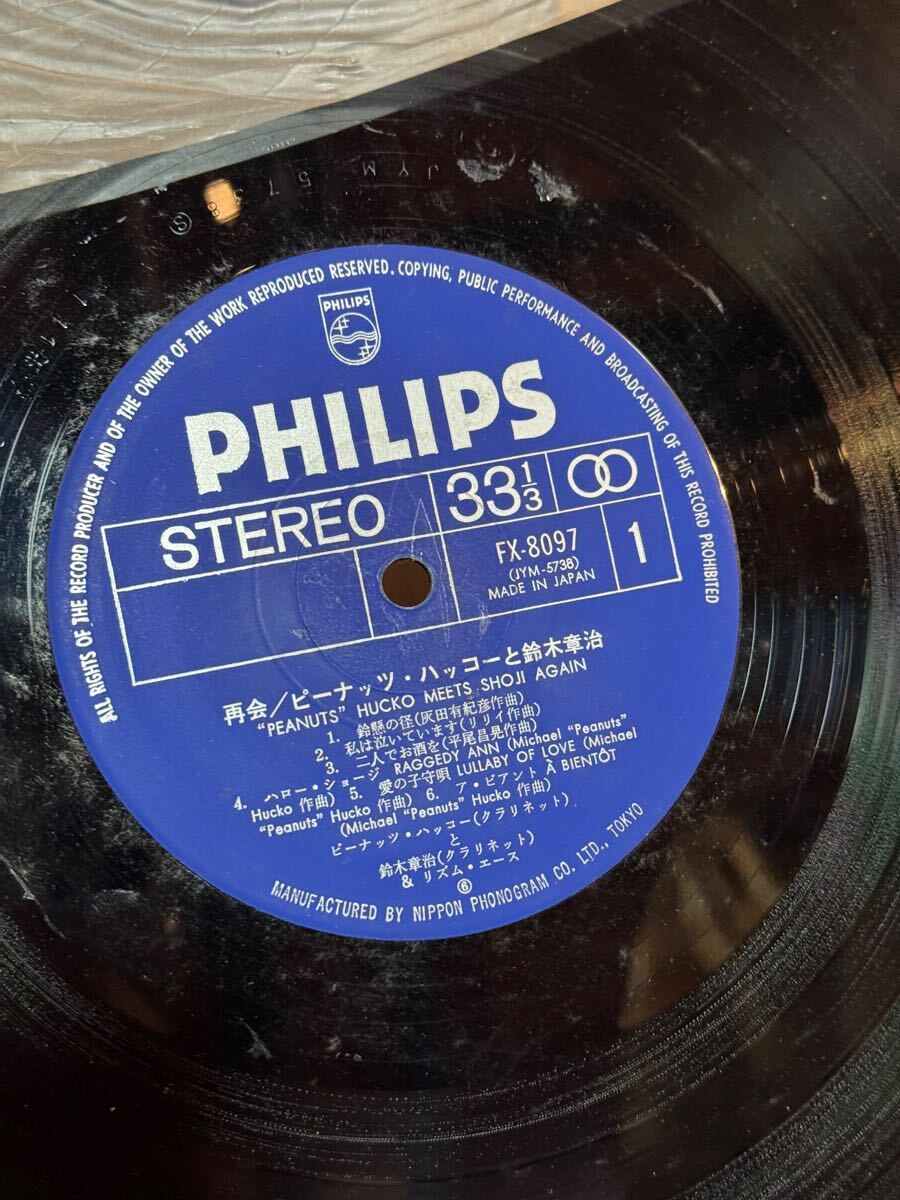 JYM 5738
ALL RIGHTS OF THE RECORD PRODUCER AND OF THE OWNER OF THE WORK REPRODUCED RESERVED. COPYING, PUBLIC PERFORMANCE AND BROADCASTING OF THIS RECORD PROHIBITED
PHILIPS
PHILIPS
STEREO
33 1/3
FX-8097
(JYM-5738)
MADE IN JAPAN
1
再会/ピーナッツ・ハッコーと鈴木章治
"PEANUTS" HUCKO MEETS SHOJI AGAIN
1. 鈴懸の径(灰田有紀彦作曲)
2. 私は泣いています(リリイ作曲)
3. 二人でお酒を(平尾昌晃作曲)
4. ハロー・ショージ RAGGEDY ANN (Michael "Peanuts"
Hucko 作曲) 5. 愛の子守唄 LULLABY OF LOVE (Michael
"Peanuts" Hucko 作曲) 6. ア・ビアント À BIENTÔT
(Michael "Peanuts" Hucko 作曲)
ピーナッツ・ハッコー(クラリネット)
と
鈴木章治(クラリネット)
& リズム・エース
⑥
MANUFACTURED BY NIPPON PHONOGRAM CO. LTD., TOKYO